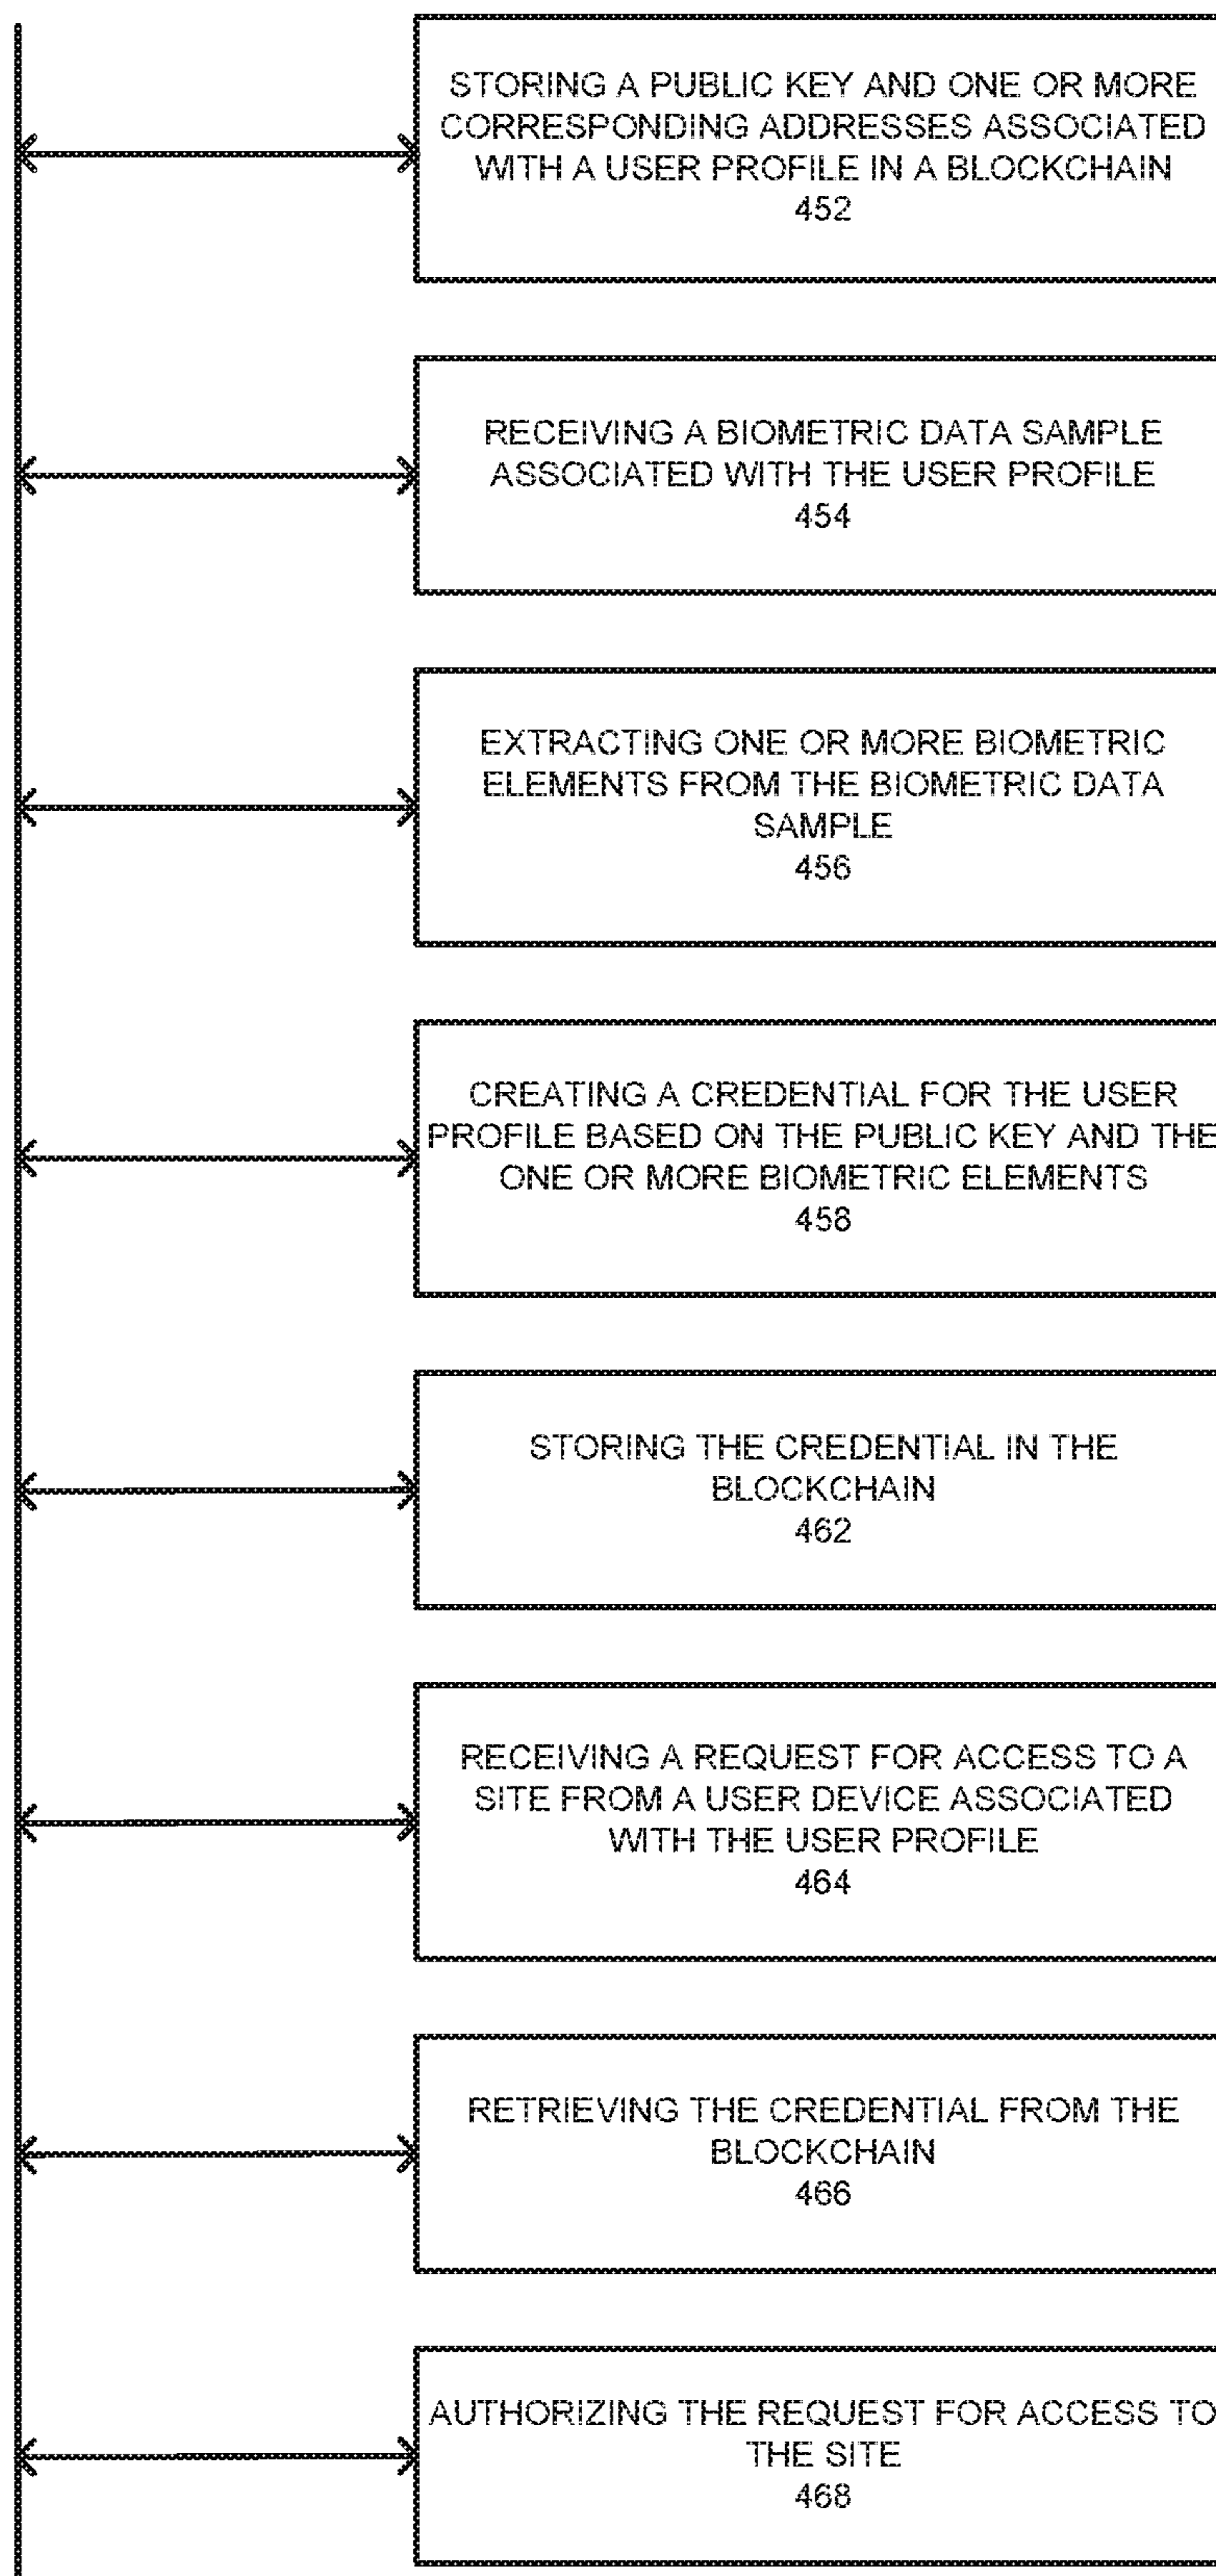 STORING A PUBLIC KEY AND ONE OR MORE
CORRESPONDING ADDRESSES ASSOCIATED
WITH A USER PROFILE IN A BLOCKCHAIN
452
RECEIVING A BIOMETRIC DATA SAMPLE
ASSOCIATED WITH THE USER PROFILE
454
EXTRACTING ONE OR MORE BIOMETRIC
ELEMENTS FROM THE BIOMETRIC DATA
SAMPLE
456
CREATING A CREDENTIAL FOR THE USER
PROFILE BASED ON THE PUBLIC KEY AND THE
ONE OR MORE BIOMETRIC ELEMENTS
458
STORING THE CREDENTIAL IN THE
BLOCKCHAIN
462
RECEIVING A REQUEST FOR ACCESS TO A
SITE FROM A USER DEVICE ASSOCIATED
WITH THE USER PROFILE
464
RETRIEVING THE CREDENTIAL FROM THE
BLOCKCHAIN
466
AUTHORIZING THE REQUEST FOR ACCESS TO
THE SITE
468